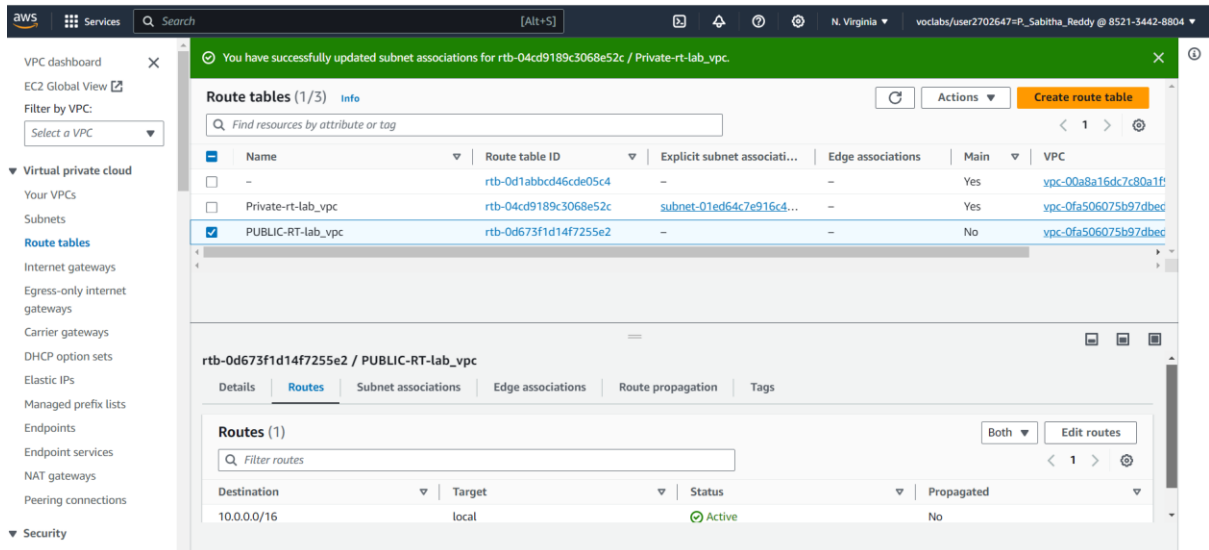 aws Services Search [Alt+S] N. Virginia ▼ voclabs/user2702647=P._Sabitha_Reddy @ 8521-3442-8804 ▼
VPC dashboard
EC2 Global View
Filter by VPC:
Select a VPC
Virtual private cloud
Your VPCs
Subnets
Route tables
Internet gateways
Egress-only internet
gateways
Carrier gateways
DHCP option sets
Elastic IPs
Managed prefix lists
Endpoints
Endpoint services
NAT gateways
Peering connections
Security
You have successfully updated subnet associations for rtb-04cd9189c3068e52c / Private-rt-lab_vpc.
Route tables (1/3) Info Actions Create route table
Find resources by attribute or tag 1
Name Route table ID Explicit subnet associati... Edge associations Main VPC
– rtb-0d1abbcd46cde05c4 – – Yes vpc-00a8a16dc7c80a1f
Private-rt-lab_vpc rtb-04cd9189c3068e52c subnet-01ed64c7e916c4... – Yes vpc-0fa506075b97dbed
PUBLIC-RT-lab_vpc rtb-0d673f1d14f7255e2 – – No vpc-0fa506075b97dbed
rtb-0d673f1d14f7255e2 / PUBLIC-RT-lab_vpc
Details Routes Subnet associations Edge associations Route propagation Tags
Routes (1) Both Edit routes
Filter routes 1
Destination Target Status Propagated
10.0.0.0/16 local Active No